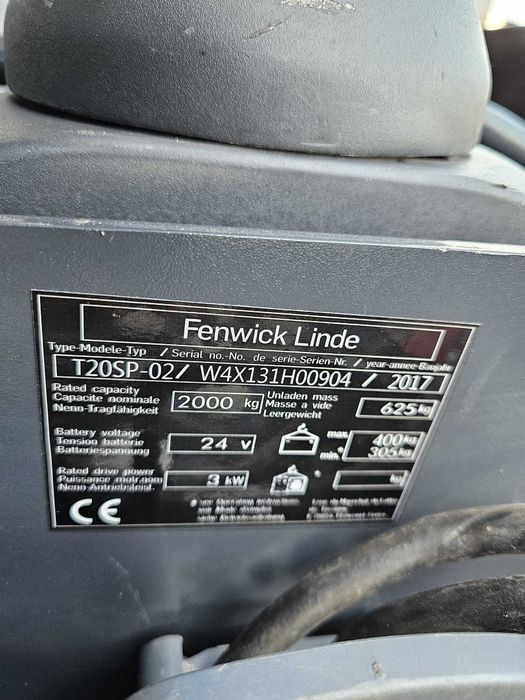 Fenwick Linde
Type-Modele-Typ / Serial no.-No. de serie-Serien-Nr. / year-annee-Baujahr
T20SP-02 / W4X131H00904 / 2017
Rated capacity
Capacite nominale
Nenn-Tragfähigkeit
2000 kg
Unladen mass
Masse a vide
Leergewicht
625 kg
Battery voltage
Tension batterie
Batteriespannung
24 V
max. 400 kg
min. 305 kg
Rated drive power
Puissance mot.nom
Nenn-Antriebsleist.
3 kW
* kg
CE